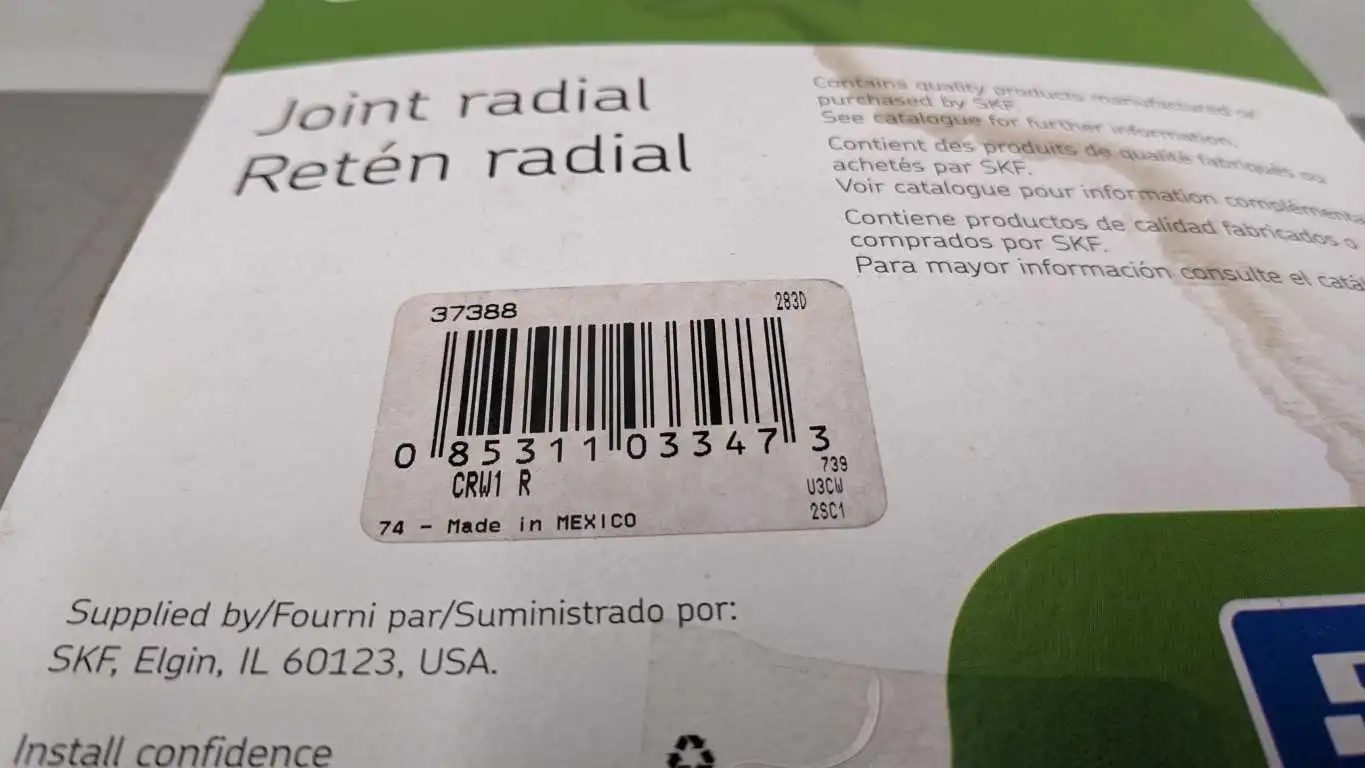 Joint radial
Retén radial
Contains quality products manufactured or
purchased by SKF.
See catalogue for further information.
Contient des produits de qualité fabriqués ou
achetés par SKF.
Voir catalogue pour information complémenta
Contiene productos de calidad fabricados o
comprados por SKF.
Para mayor información consulte el catál
37388
283D
0 85311 03347 3
CRW1 R
739
U3CW
2SC1
74 - Made in MEXICO
Supplied by/Fourni par/Suministrado por:
SKF, Elgin, IL 60123, USA.
Install confidence